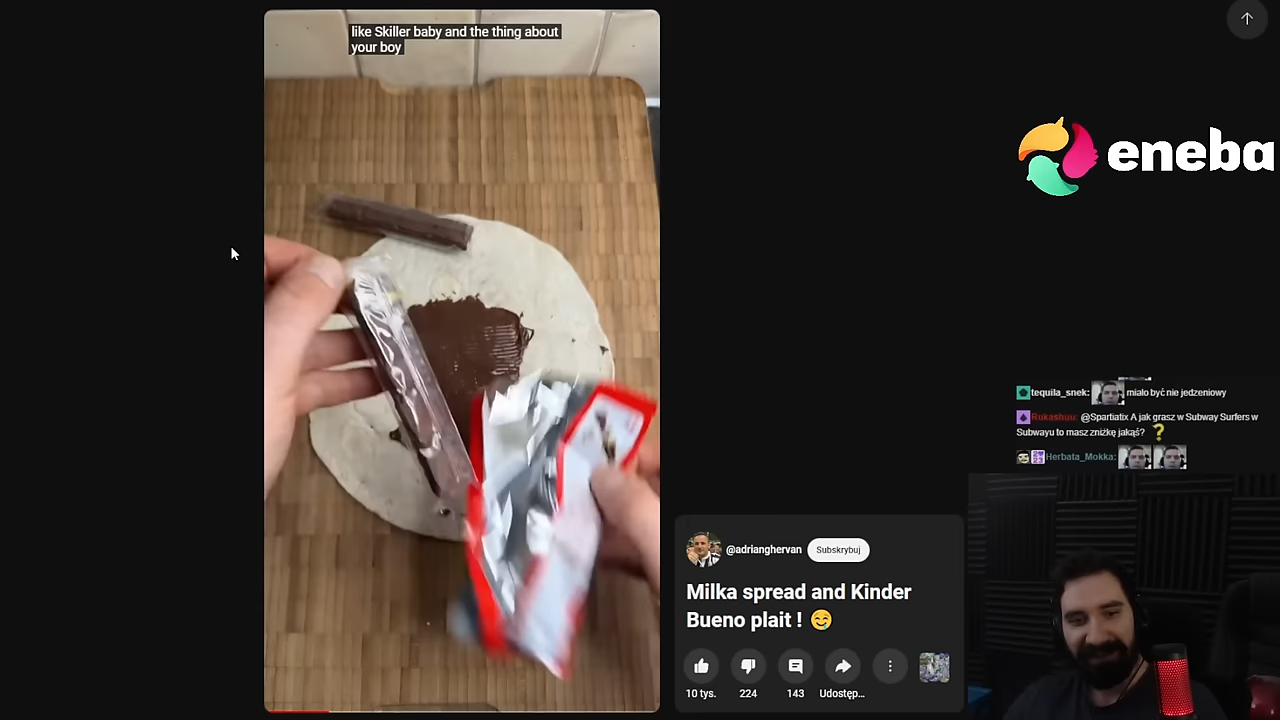 like Skiller baby and the thing about
your boy
eneba
tequila_snek: miało być nie jedzeniowy
Rukashuu: @Spartiatix A jak grasz w Subway Surfers w
Subwayu to masz zniżkę jakąś?
Herbata_Mokka:
@adrianghervan
Subskrybuj
Milka spread and Kinder
Bueno plait !
10 tys.
224
143
Udostęp...